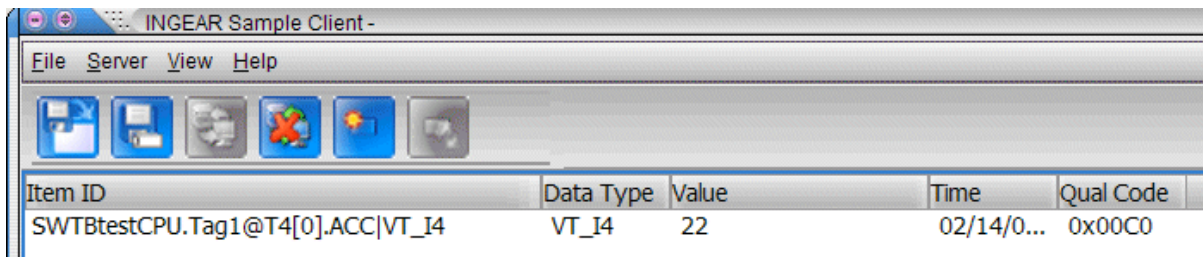 INGEAR Sample Client -
File Server View Help
Item ID Data Type Value Time Qual Code
SWTBtestCPU.Tag1@T4[0].ACC|VT_I4 VT_I4 22 02/14/0... 0x00C0